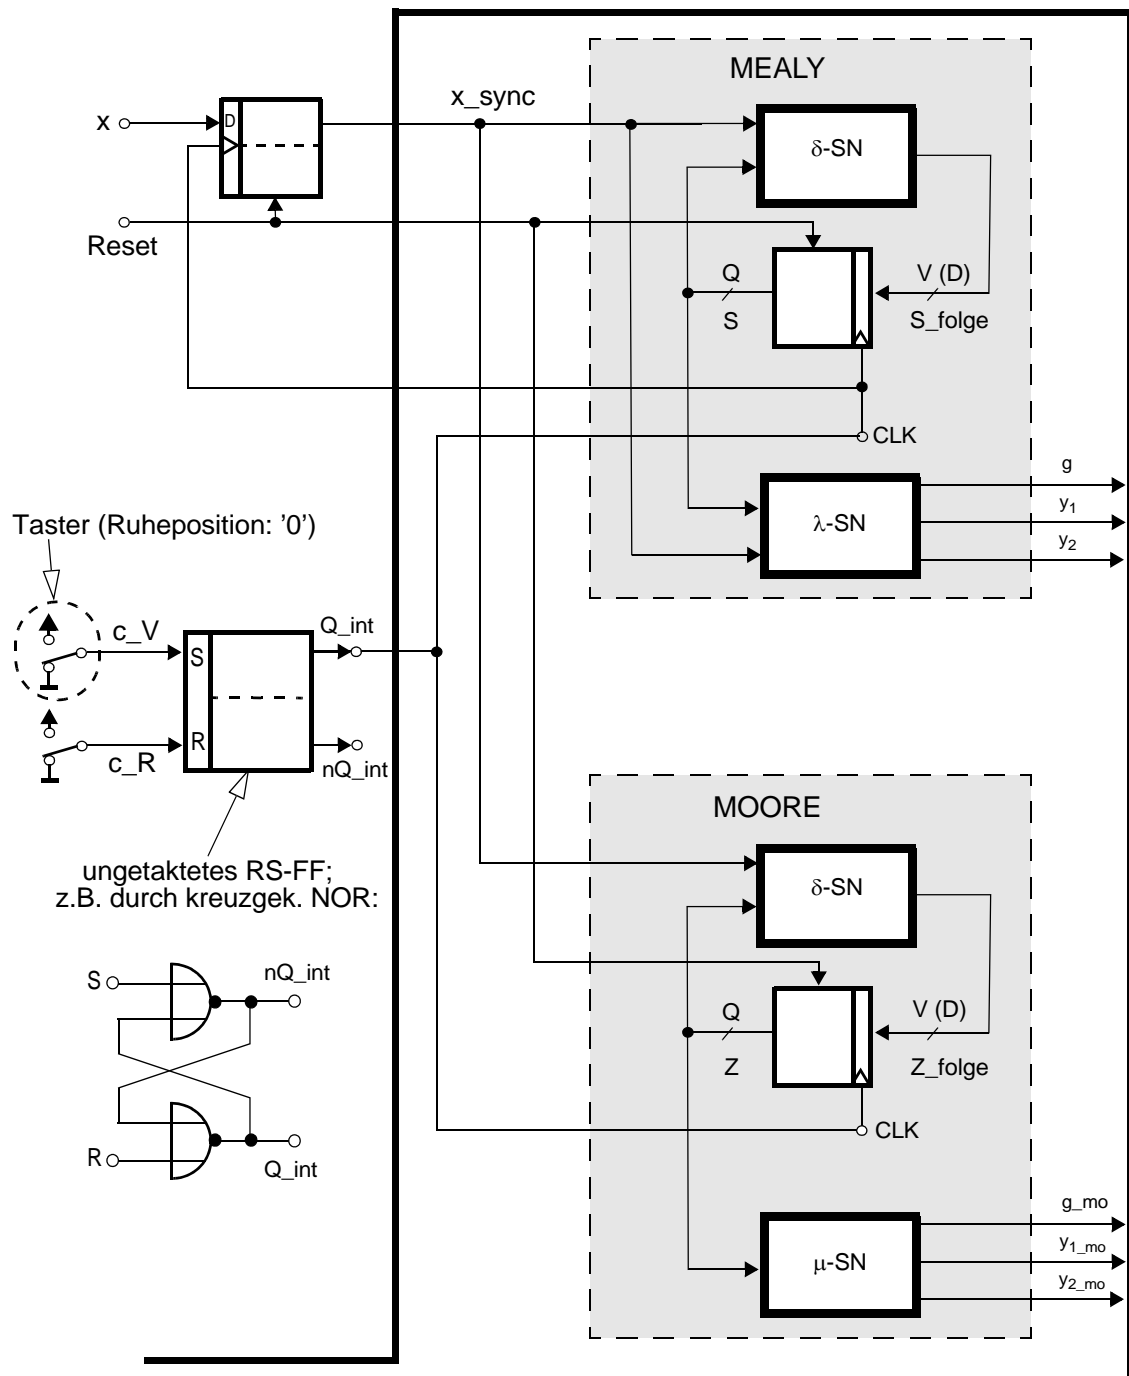 MEALY
x_sync
x
D
δ-SN
Reset
Q
V (D)
S
S_folge
CLK
g
y1
Taster (Ruheposition: '0')
λ-SN
y2
c_V
Q_int
S
R
c_R
nQ_int
MOORE
ungetaktetes RS-FF;
z.B. durch kreuzgek. NOR:
δ-SN
S
nQ_int
Q
V (D)
Z
Z_folge
CLK
R
Q_int
g_mo
y1_mo
μ-SN
y2_mo